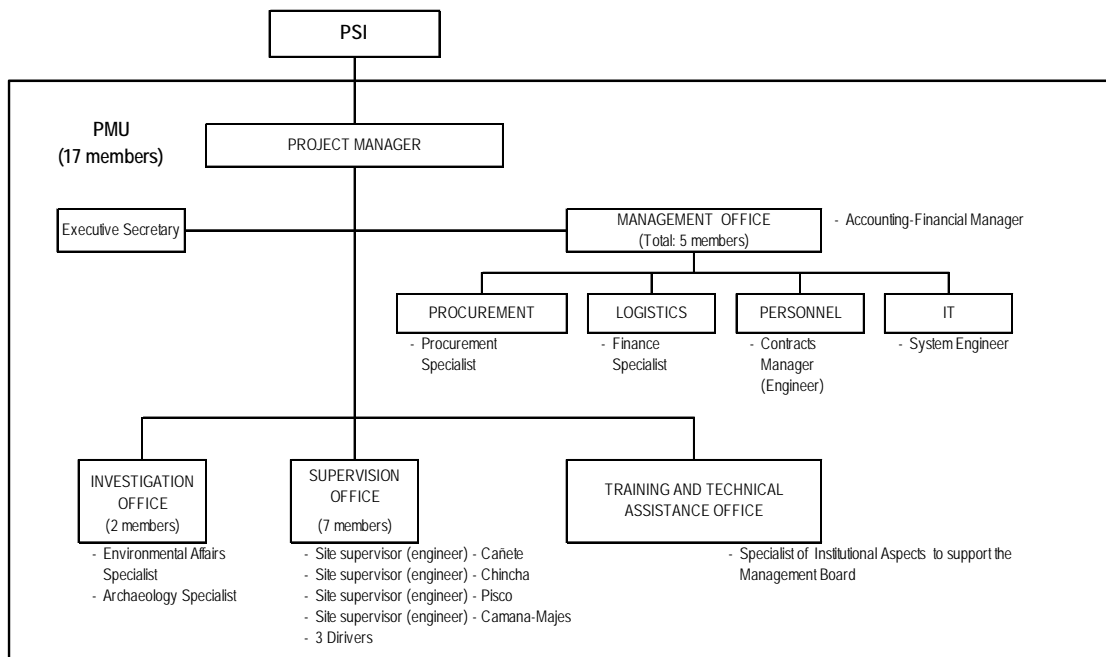 PSI
PMU
(17 members)
PROJECT MANAGER
Executive Secretary
MANAGEMENT OFFICE
(Total: 5 members)
- Accounting-Financial Manager
PROCUREMENT
- Procurement
Specialist
LOGISTICS
- Finance
Specialist
PERSONNEL
- Contracts
Manager
(Engineer)
IT
- System Engineer
INVESTIGATION
OFFICE
(2 members)
- Environmental Affairs
Specialist
- Archaeology Specialist
SUPERVISION
OFFICE
(7 members)
- Site supervisor (engineer) - Cañete
- Site supervisor (engineer) - Chincha
- Site supervisor (engineer) - Pisco
- Site supervisor (engineer) - Camana-Majes
- 3 Dirivers
TRAINING AND TECHNICAL
ASSISTANCE OFFICE
- Specialist of Institutional Aspects to support the
Management Board